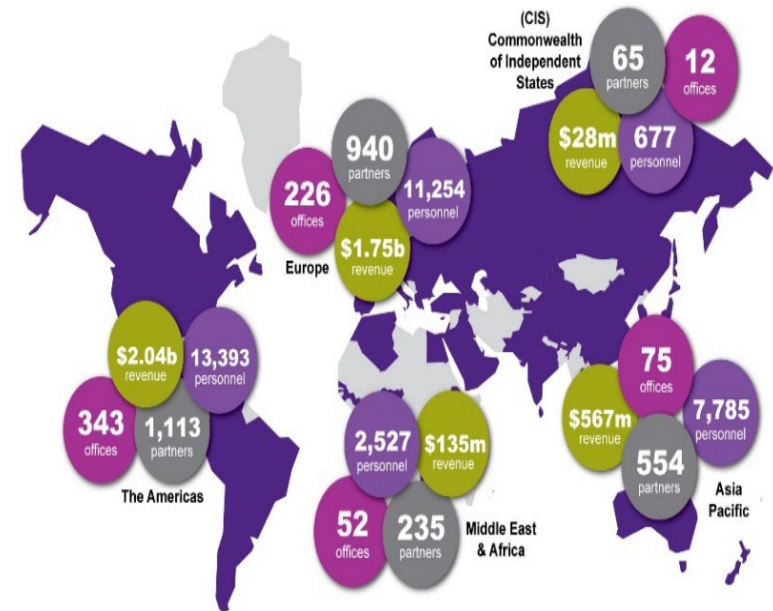 (CIS)
Commonwealth
of Independent
States
65
partners
12
offices
$28m
revenue
677
personnel
940
partners
226
offices
11,254
personnel
$1.75b
revenue
Europe
$2.04b
revenue
13,393
personnel
343
offices
1,113
partners
The Americas
2,527
personnel
$135m
revenue
52
offices
235
partners
Middle East
& Africa
75
offices
$567m
revenue
7,785
personnel
554
partners
Asia
Pacific